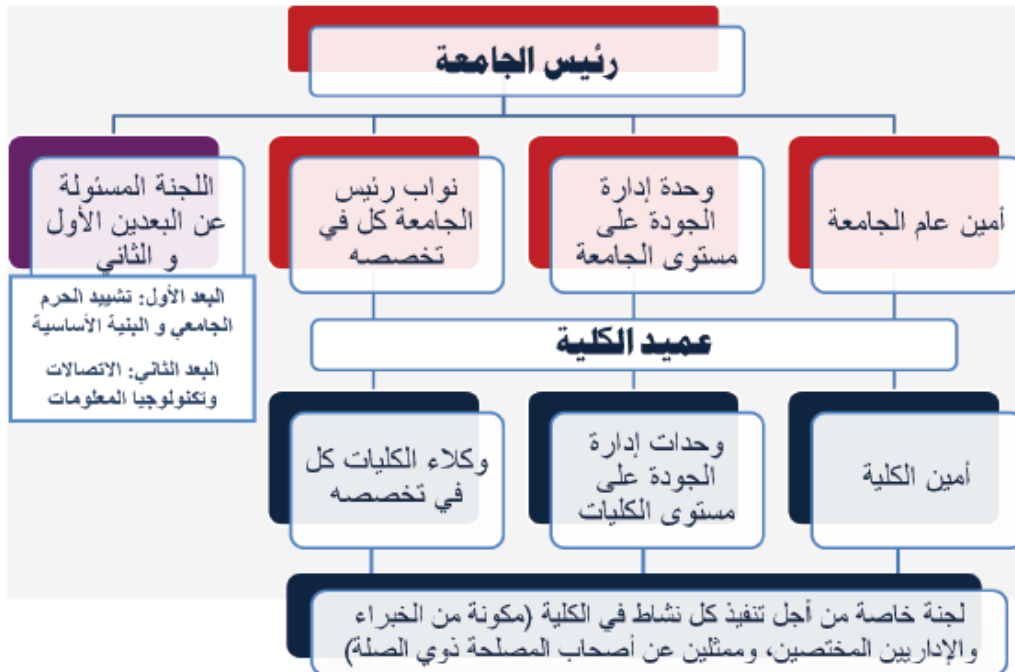 رئيس الجامعة
أمين عام الجامعة
وحدة إدارة
الجودة على
مستوى الجامعة
نواب رئيس
الجامعة كل في
تخصصه
اللجنة المسئولة
عن البعدين الأول
و الثاني
البعد الأول: تشييد الحرم
الجامعي و البنية الأساسية
البعد الثاني: الاتصالات
وتكنولوجيا المعلومات
عميد الكلية
أمين الكلية
وحدات إدارة
الجودة على
مستوى الكليات
وكلاء الكليات كل
في تخصصه
لجنة خاصة من أجل تنفيذ كل نشاط في الكلية (مكونة من الخبراء
والإداريين المختصين، وممثلين عن أصحاب المصلحة ذوي الصلة)